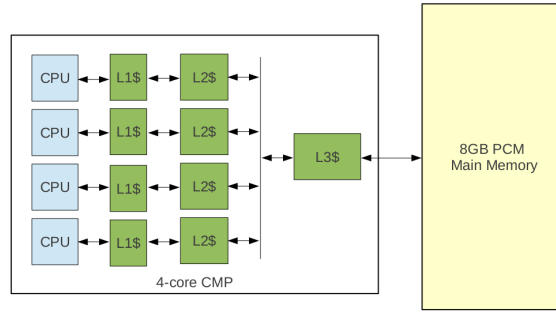 CPU L1$ L2$
CPU L1$ L2$
CPU L1$ L2$
CPU L1$ L2$
L3$
4-core CMP
8GB PCM
Main Memory